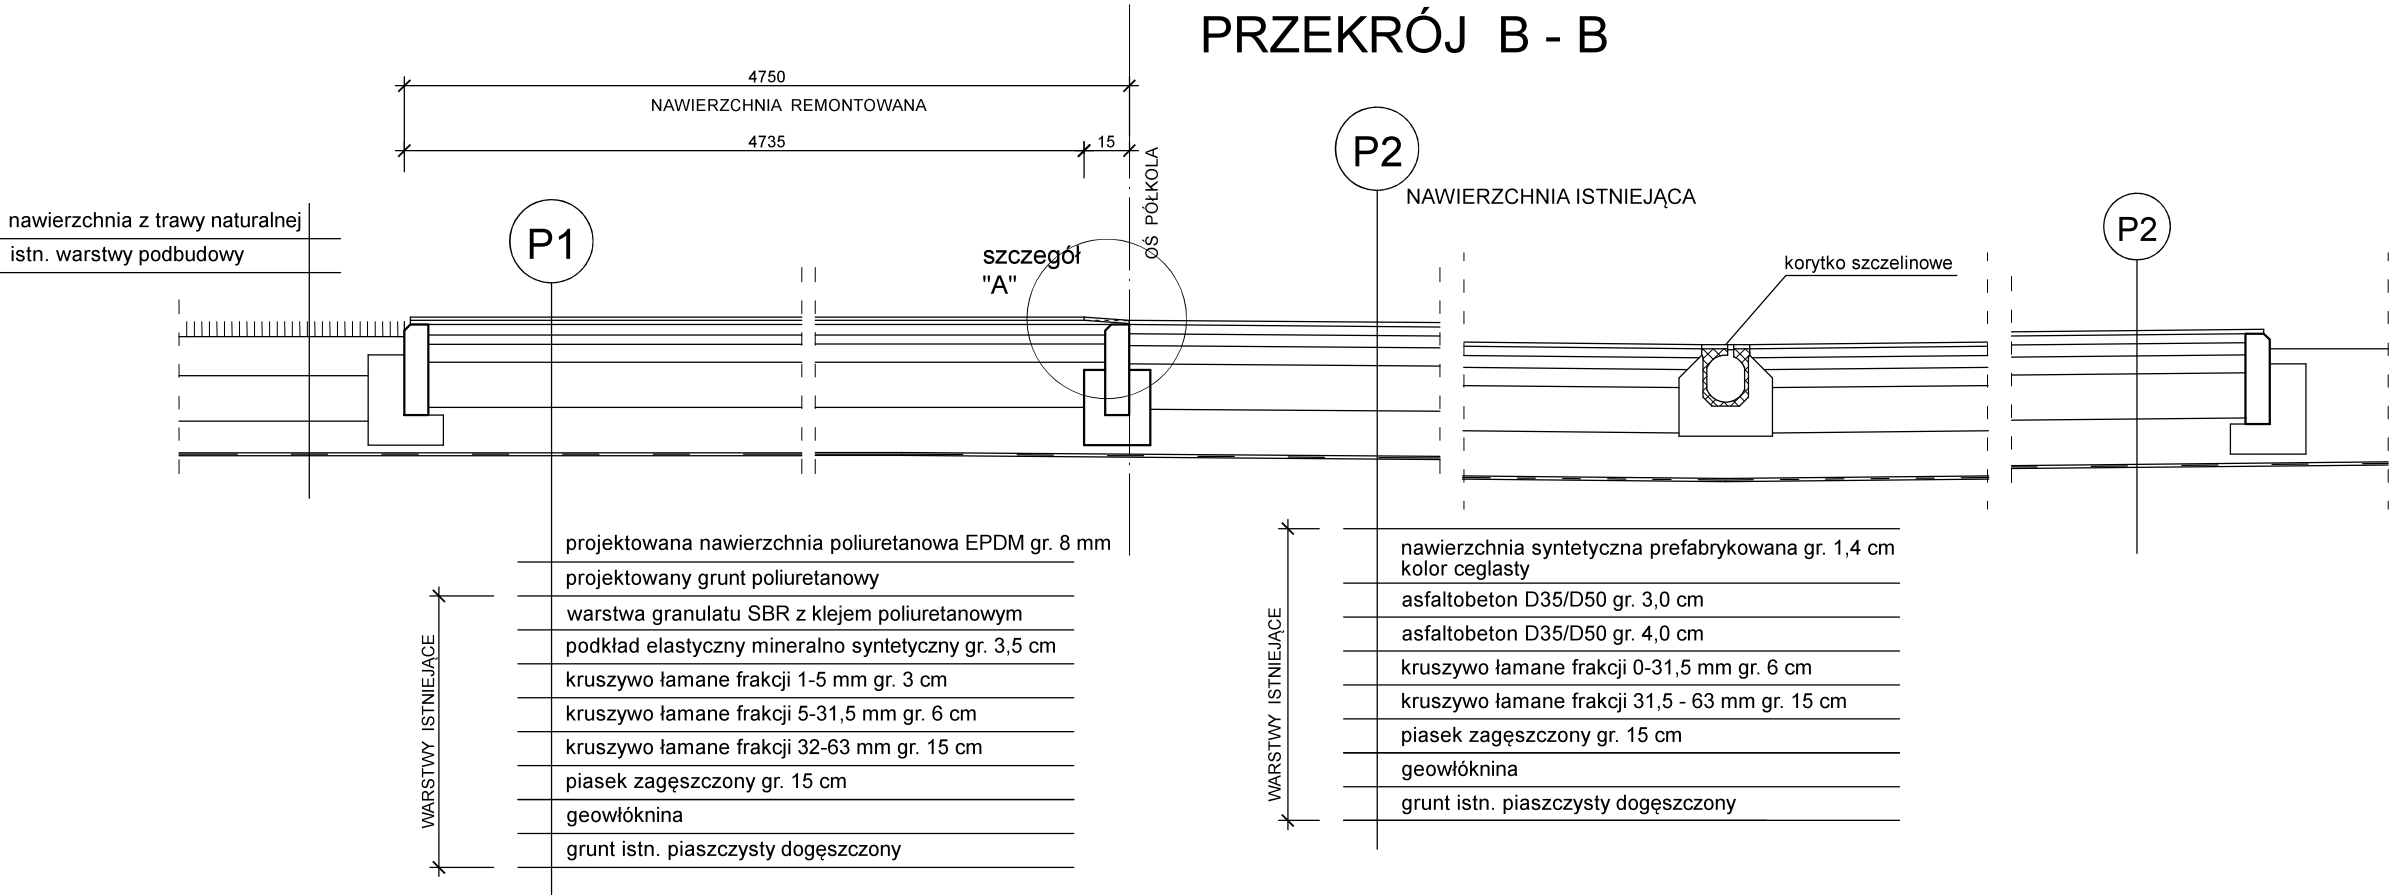 PRZEKRÓJ B - B
4750
NAWIERZCHNIA REMONTOWANA
4735
15
OŚ PÓŁKOLA
P2
NAWIERZCHNIA ISTNIEJĄCA
nawierzchnia z trawy naturalnej
istn. warstwy podbudowy
P1
szczegół
"A"
korytko szczelinowe
P2
projektowana nawierzchnia poliuretanowa EPDM gr. 8 mm
projektowany grunt poliuretanowy
WARSTWY ISTNIEJĄCE
warstwa granulatu SBR z klejem poliuretanowym
podkład elastyczny mineralno syntetyczny gr. 3,5 cm
kruszywo łamane frakcji 1-5 mm gr. 3 cm
kruszywo łamane frakcji 5-31,5 mm gr. 6 cm
kruszywo łamane frakcji 32-63 mm gr. 15 cm
piasek zagęszczony gr. 15 cm
geowłóknina
grunt istn. piaszczysty dogęszczony
WARSTWY ISTNIEJĄCE
nawierzchnia syntetyczna prefabrykowana gr. 1,4 cm
kolor ceglasty
asfaltobeton D35/D50 gr. 3,0 cm
asfaltobeton D35/D50 gr. 4,0 cm
kruszywo łamane frakcji 0-31,5 mm gr. 6 cm
kruszywo łamane frakcji 31,5 - 63 mm gr. 15 cm
piasek zagęszczony gr. 15 cm
geowłóknina
grunt istn. piaszczysty dogęszczony